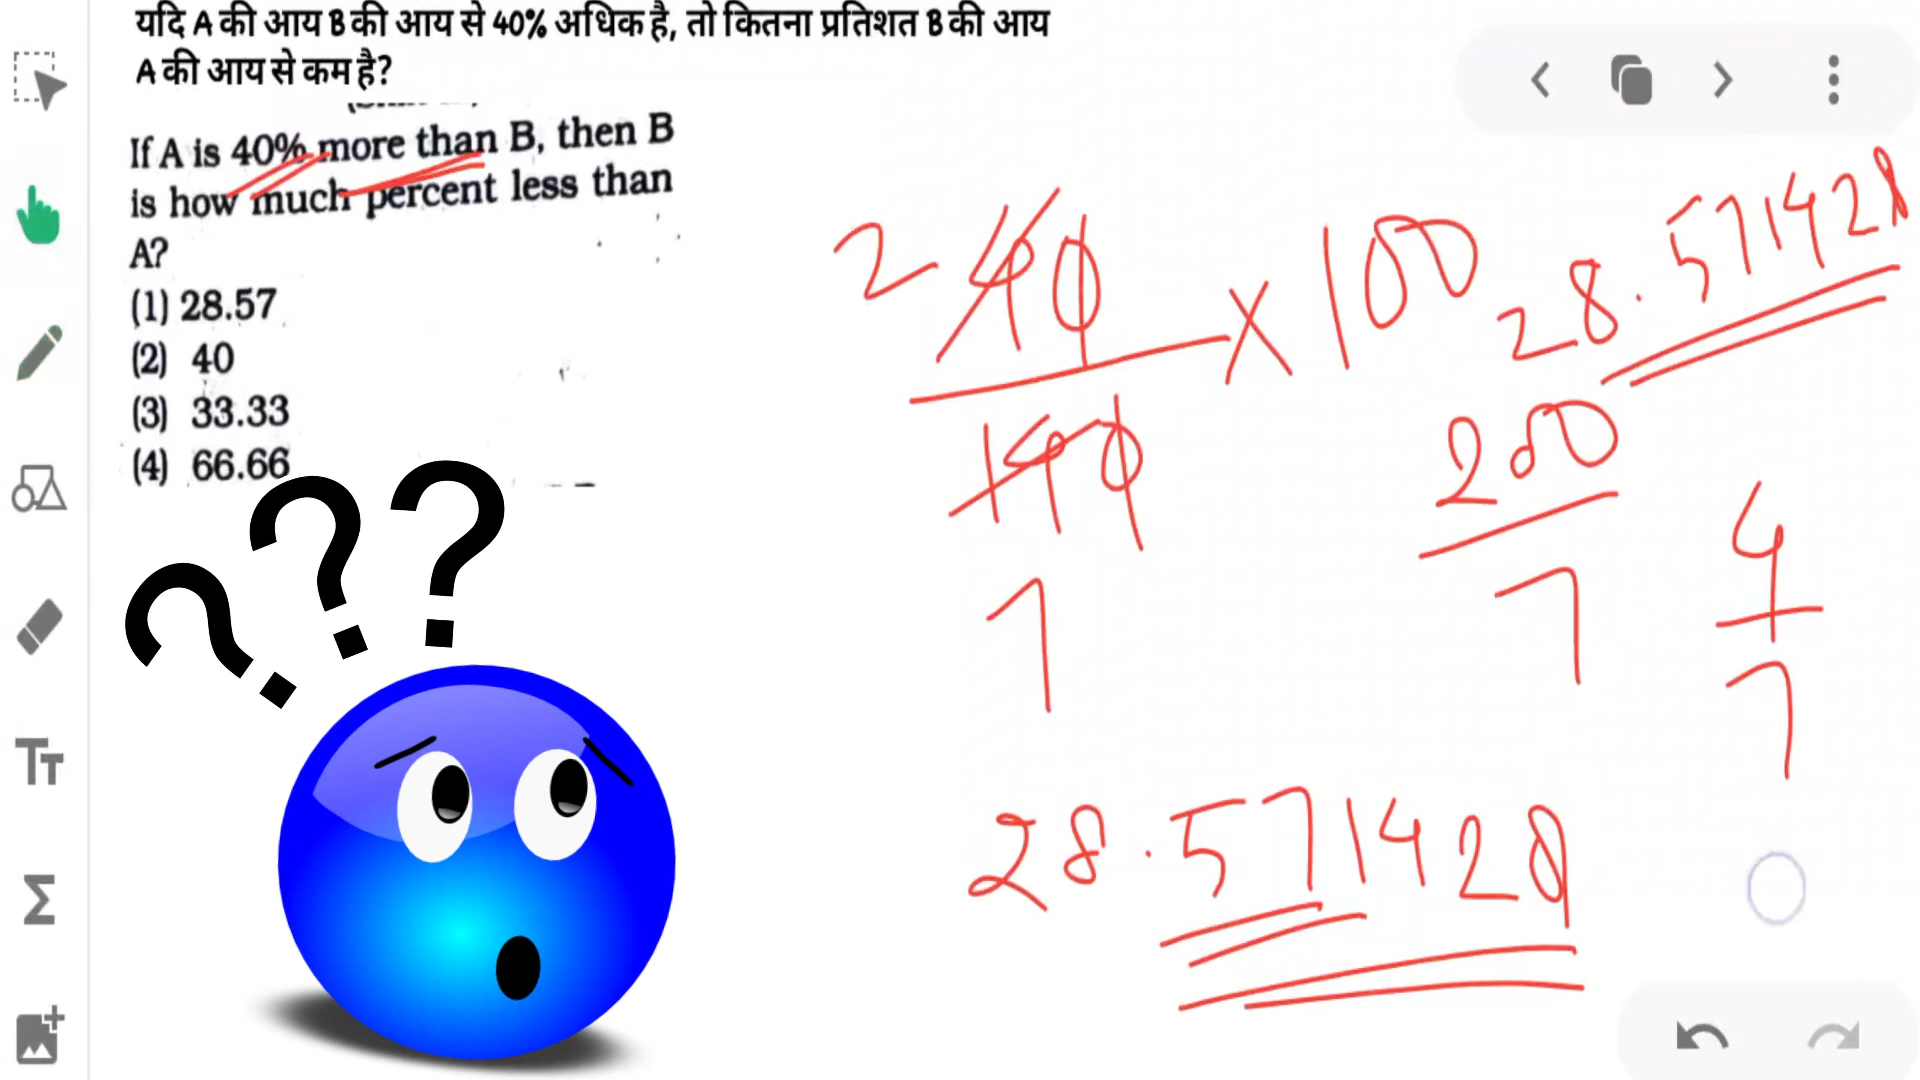 यदि A की आय B की आय से 40% अधिक है, तो कितना प्रतिशत B की आय
A की आय से कम है?
If A is 40% more than B, then B
is how much percent less than
A?
(1) 28.57
(2) 40
(3) 33.33
(4) 66.66
???
2 40 × 100 28.571428
140 200 4
7 7 7
28.571428